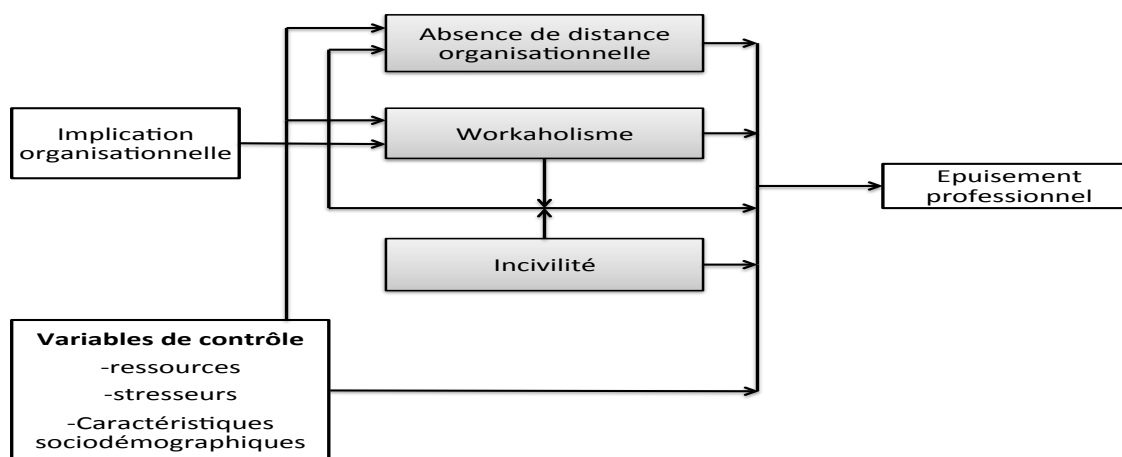 Absence de distance
organisationnelle
Implication
organisationnelle
Workaholisme
Epuisement
professionnel
Incivilité
Variables de contrôle
-ressources
-stresseurs
-Caractéristiques
sociodémographiques